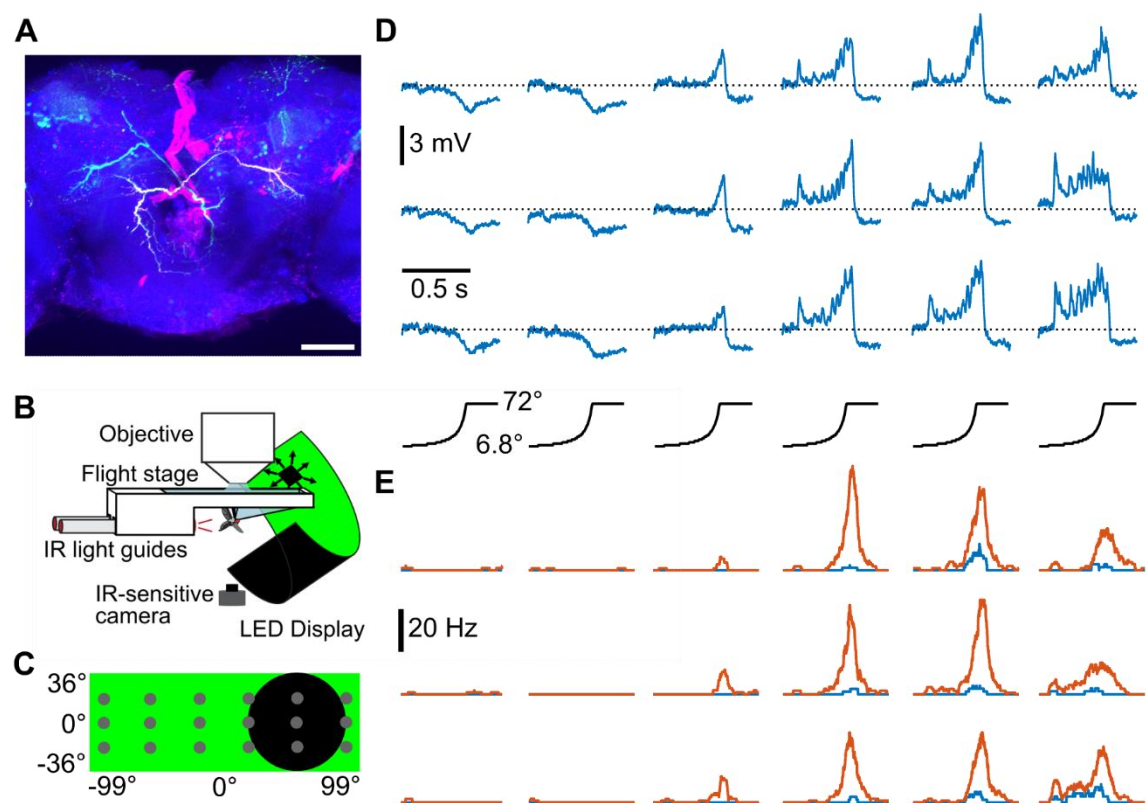 A
D
3 mV
0.5 s
B
Objective
Flight stage
IR light guides
IR-sensitive
camera
LED Display
72°
6.8°
E
20 Hz
C
36°
0°
-36°
-99°
0°
99°